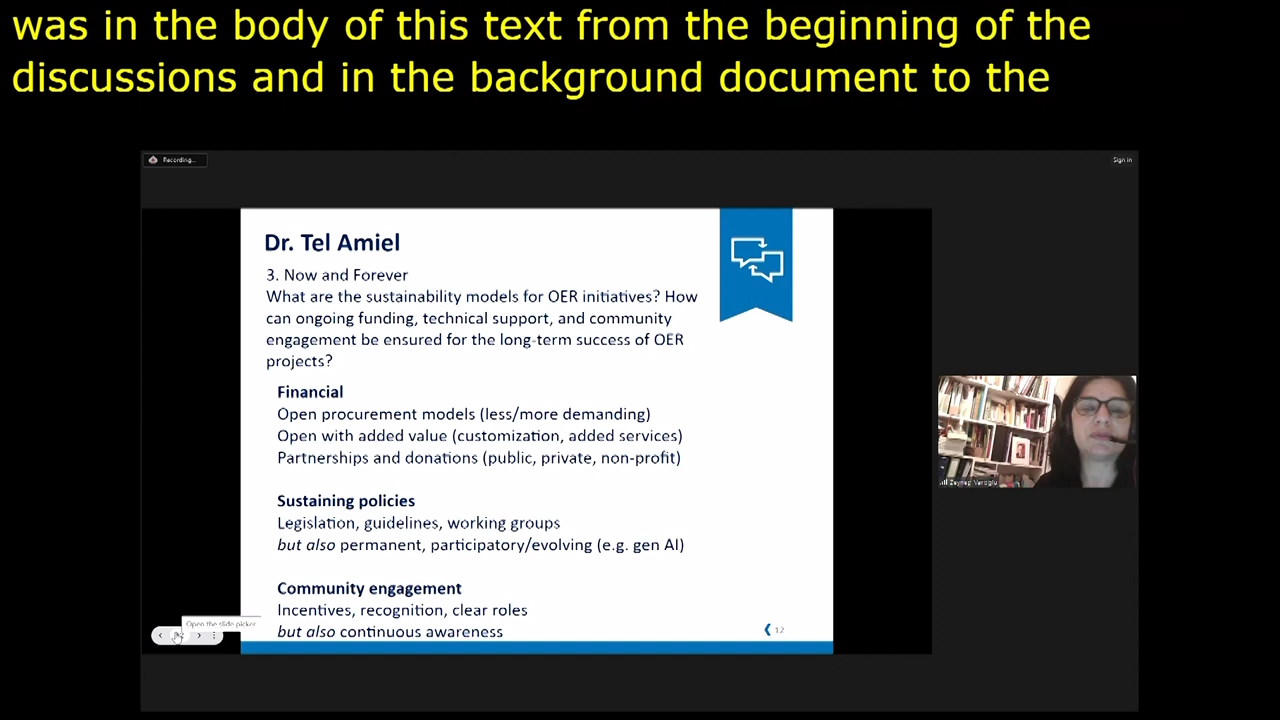 was in the body of this text from the beginning of the
discussions and in the background document to the
Recording...
Sign in
Dr. Tel Amiel
3. Now and Forever
What are the sustainability models for OER initiatives? How
can ongoing funding, technical support, and community
engagement be ensured for the long-term success of OER
projects?
Financial
Open procurement models (less/more demanding)
Open with added value (customization, added services)
Partnerships and donations (public, private, non-profit)
Sustaining policies
Legislation, guidelines, working groups
but also permanent, participatory/evolving (e.g. gen AI)
Community engagement
Incentives, recognition, clear roles
but also continuous awareness
Open the slide picker
12
Zeynep Varoglu